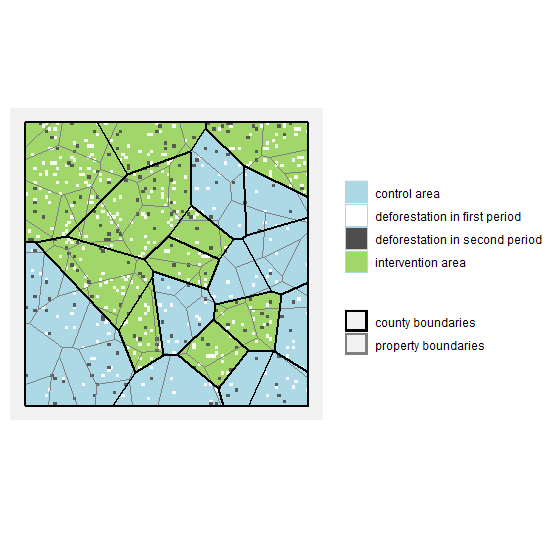 control area
deforestation in first period
deforestation in second period
intervention area
county boundaries
property boundaries